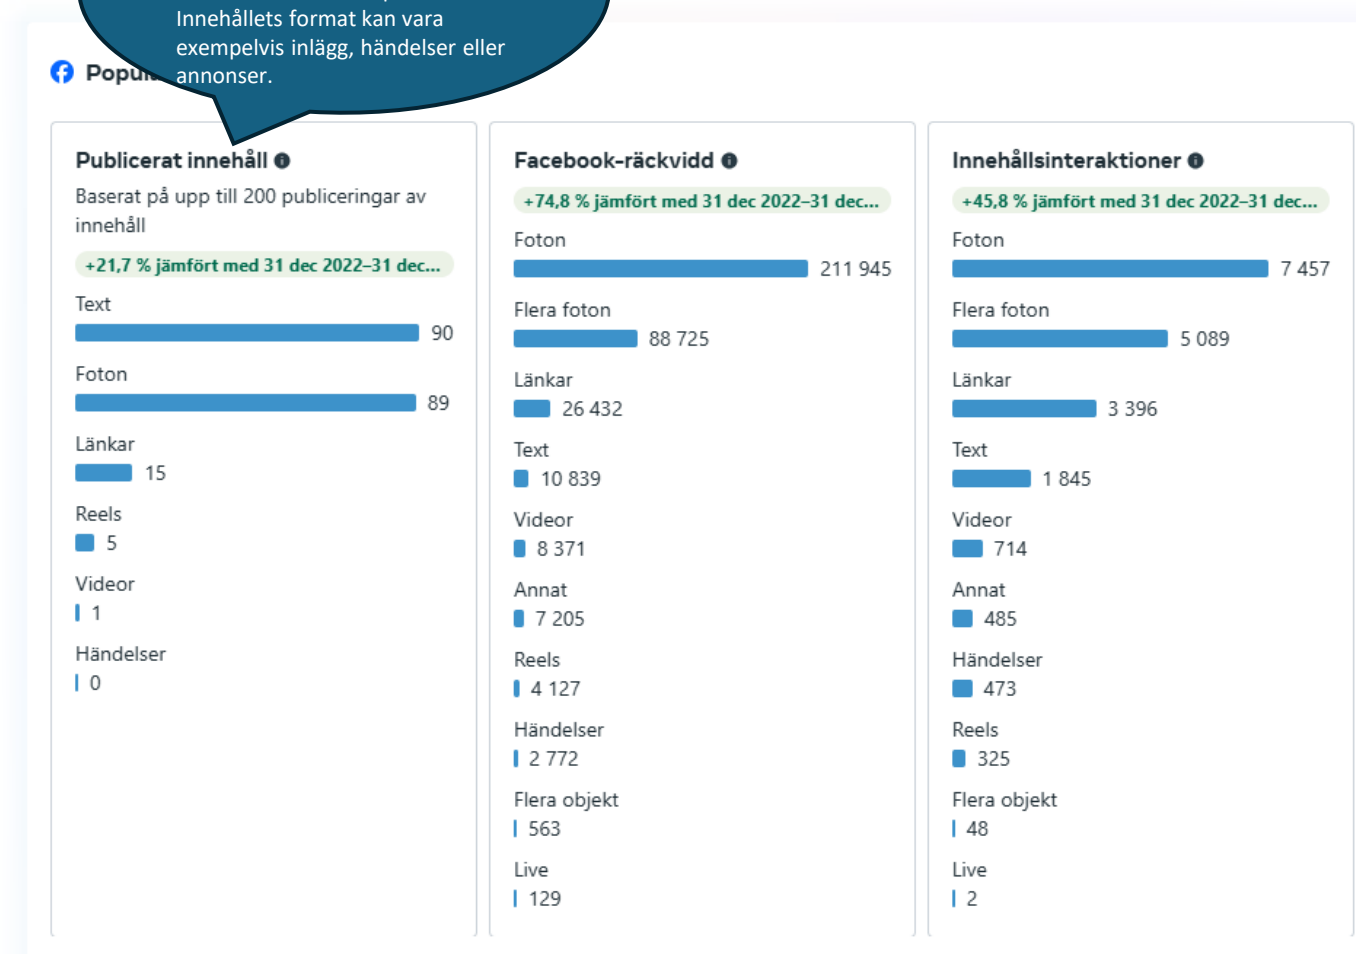 Innehållets format kan vara
exempelvis inlägg, händelser eller
annonser.
Publicerat innehåll
Baserat på upp till 200 publiceringar av
innehåll
+21,7 % jämfört med 31 dec 2022–31 dec...
Text
90
Foton
89
Länkar
15
Reels
5
Videor
1
Händelser
0
Facebook-räckvidd
+74,8 % jämfört med 31 dec 2022–31 dec...
Foton
211 945
Flera foton
88 725
Länkar
26 432
Text
10 839
Videor
8 371
Annat
7 205
Reels
4 127
Händelser
2 772
Flera objekt
563
Live
129
Innehållsinteraktioner
+45,8 % jämfört med 31 dec 2022–31 dec...
Foton
7 457
Flera foton
5 089
Länkar
3 396
Text
1 845
Videor
714
Annat
485
Händelser
473
Reels
325
Flera objekt
48
Live
2